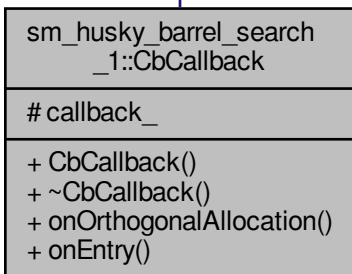 sm_husky_barrel_search
_1::CbCallback
# callback_
+ CbCallback()
+ ~CbCallback()
+ onOrthogonalAllocation()
+ onEntry()